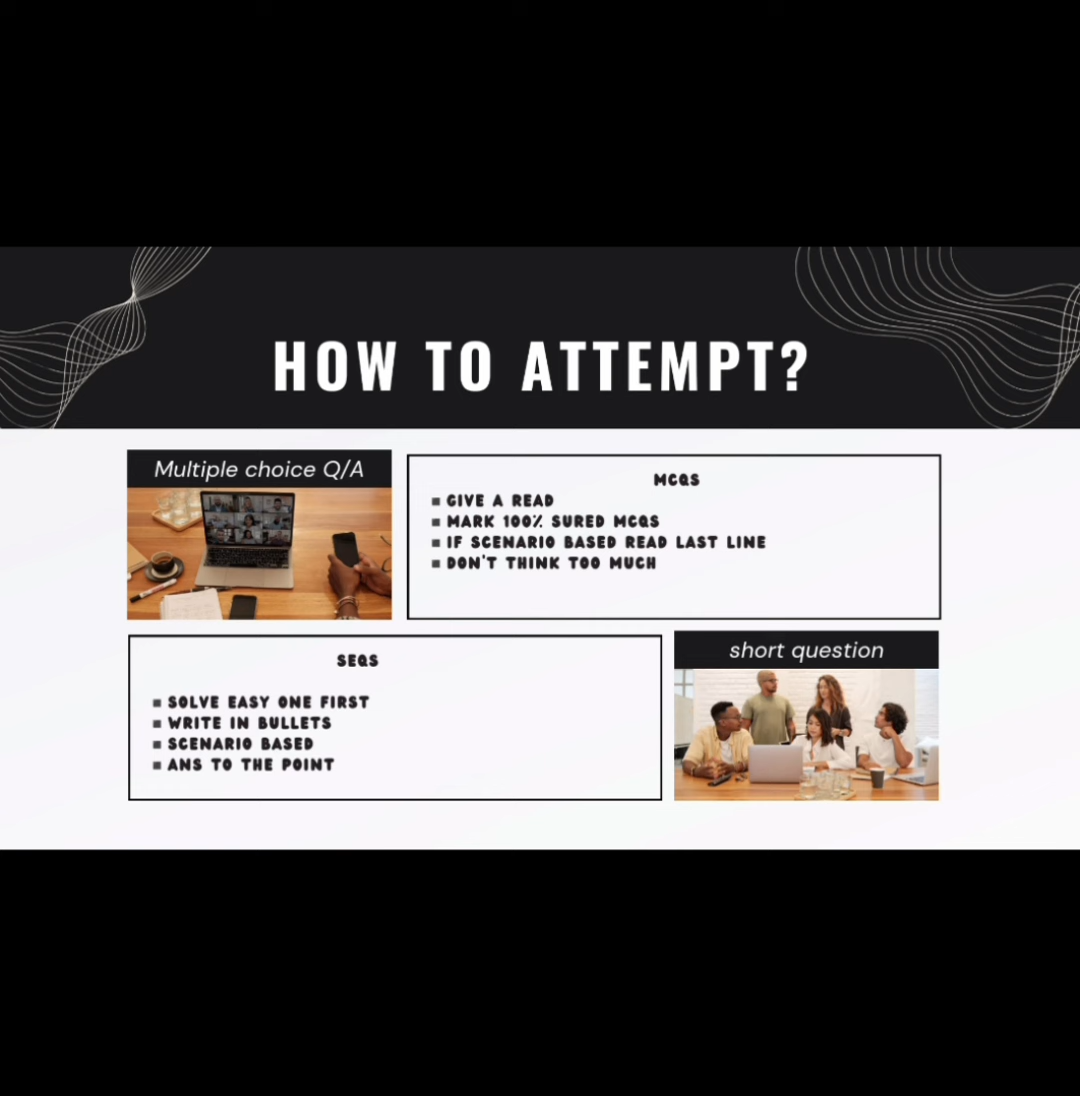 HOW TO ATTEMPT?
Multiple choice Q/A
MCQS
GIVE A READ
MARK 100% SURED MCQS
IF SCENARIO BASED READ LAST LINE
DON'T THINK TOO MUCH
SEQS
SOLVE EASY ONE FIRST
WRITE IN BULLETS
SCENARIO BASED
ANS TO THE POINT
short question